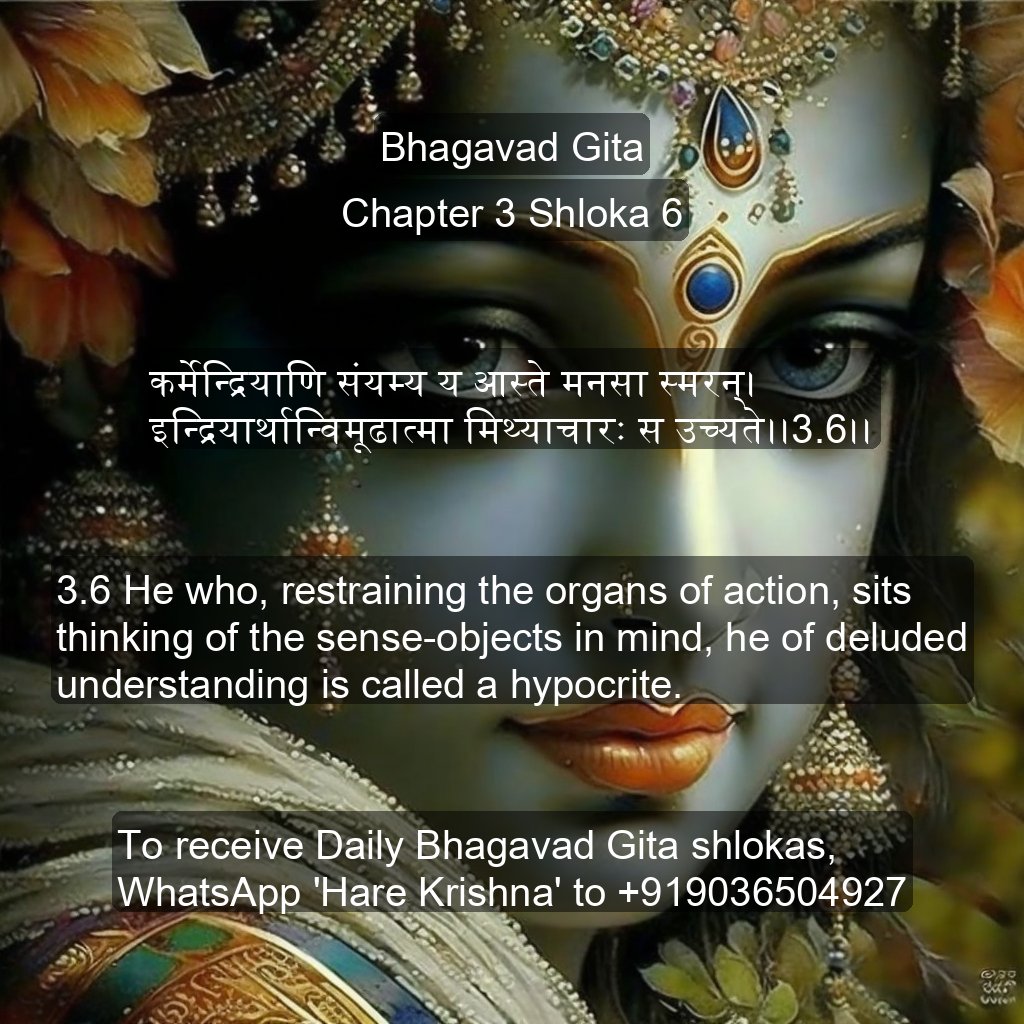 Bhagavad Gita
Chapter 3 Shloka 6
कर्मेन्द्रियाणि संयम्य य आस्ते मनसा स्मरन्।
इन्द्रियार्थान्विमूढात्मा मिथ्याचारः स उच्यते।।3.6।।
3.6 He who, restraining the organs of action, sits
thinking of the sense-objects in mind, he of deluded
understanding is called a hypocrite.
To receive Daily Bhagavad Gita shlokas,
WhatsApp 'Hare Krishna' to +919036504927